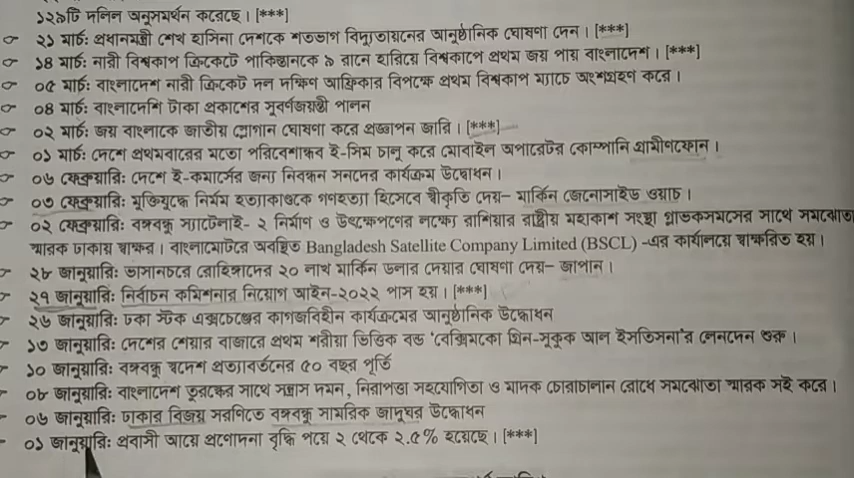 ১২৯টি দলিল অনুসমর্থন করেছে। [***]
২১ মার্চ: প্রধানমন্ত্রী শেখ হাসিনা দেশকে শতভাগ বিদ্যুতায়নের আনুষ্ঠানিক ঘোষণা দেন। [***]
১৪ মার্চ: নারী বিশ্বকাপ ক্রিকেটে পাকিস্তানকে ৯ রানে হারিয়ে বিশ্বকাপে প্রথম জয় পায় বাংলাদেশ। [***]
০৫ মার্চ: বাংলাদেশ নারী ক্রিকেট দল দক্ষিণ আফ্রিকার বিপক্ষে প্রথম বিশ্বকাপ ম্যাচে অংশগ্রহণ করে।
০৪ মার্চ: বাংলাদেশি টাকা প্রকাশের সুবর্ণজয়ন্তী পালন
০২ মার্চ: জয় বাংলাকে জাতীয় স্লোগান ঘোষণা করে প্রজ্ঞাপন জারি। [***]
০১ মার্চ: দেশে প্রথমবারের মতো পরিবেশবান্ধব ই-সিম চালু করে মোবাইল অপারেটর কোম্পানি গ্রামীণফোন।
০৬ ফেব্রুয়ারি: দেশে ই-কমার্সের জন্য নিবন্ধন সনদের কার্যক্রম উদ্বোধন।
০৩ ফেব্রুয়ারি: মুক্তিযুদ্ধে নির্মম হত্যাকাণ্ডকে গণহত্যা হিসেবে স্বীকৃতি দেয়– মার্কিন জেনোসাইড ওয়াচ।
০২ ফেব্রুয়ারি: বঙ্গবন্ধু স্যাটেলাই- ২ নির্মাণ ও উৎক্ষেপণের লক্ষ্যে রাশিয়ার রাষ্ট্রীয় মহাকাশ সংস্থা গ্লাভকসমসের সাথে সমঝোতা
স্মারক ঢাকায় স্বাক্ষর। বাংলামোটরে অবস্থিত Bangladesh Satellite Company Limited (BSCL) -এর কার্যালয়ে স্বাক্ষরিত হয়।
২৮ জানুয়ারি: ভাসানচরে রোহিঙ্গাদের ২০ লাখ মার্কিন ডলার দেয়ার ঘোষণা দেয়– জাপান।
২৭ জানুয়ারি: নির্বাচন কমিশনার নিয়োগ আইন-২০২২ পাস হয়। [***]
২৬ জানুয়ারি: ঢাকা স্টক এক্সচেঞ্জের কাগজবিহীন কার্যক্রমের আনুষ্ঠানিক উদ্বোধন
১৩ জানুয়ারি: দেশের শেয়ার বাজারে প্রথম শরীয়া ভিত্তিক বন্ড ‘বেক্সিমকো গ্রিন-সুকুক আল ইসতিসনা’র লেনদেন শুরু।
১০ জানুয়ারি: বঙ্গবন্ধু স্বদেশ প্রত্যাবর্তনের ৫০ বছর পূর্তি
০৮ জানুয়ারি: বাংলাদেশ তুরস্কের সাথে সন্ত্রাস দমন, নিরাপত্তা সহযোগিতা ও মাদক চোরাচালান রোধে সমঝোতা স্মারক সই করে।
০৬ জানুয়ারি: ঢাকার বিজয় সরণিতে বঙ্গবন্ধু সামরিক জাদুঘর উদ্বোধন
০১ জানুয়ারি: প্রবাসী আয়ে প্রণোদনা বৃদ্ধি পয়ে ২ থেকে ২.৫% হয়েছে। [***]